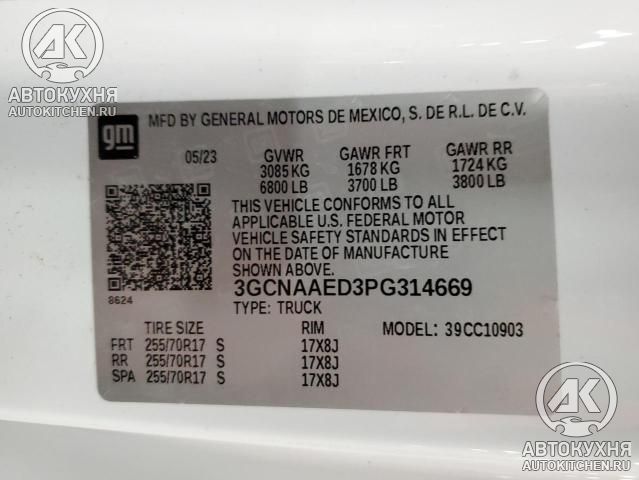 АВТОКУХНЯ
AUTOKITCHEN.RU
gm
MFD BY GENERAL MOTORS DE MEXICO, S. DE R.L. DE C.V.
05/23 GVWR GAWR FRT GAWR RR
3085 KG 1678 KG 1724 KG
6800 LB 3700 LB 3800 LB
THIS VEHICLE CONFORMS TO ALL
APPLICABLE U.S. FEDERAL MOTOR
VEHICLE SAFETY STANDARDS IN EFFECT
ON THE DATE OF MANUFACTURE
SHOWN ABOVE.
8624
3GCNAAED3PG314669
TYPE: TRUCK
TIRE SIZE RIM MODEL: 39CC10903
FRT 255/70R17 S 17X8J
RR 255/70R17 S 17X8J
SPA 255/70R17 S 17X8J
АВТОКУХНЯ
AUTOKITCHEN.RU